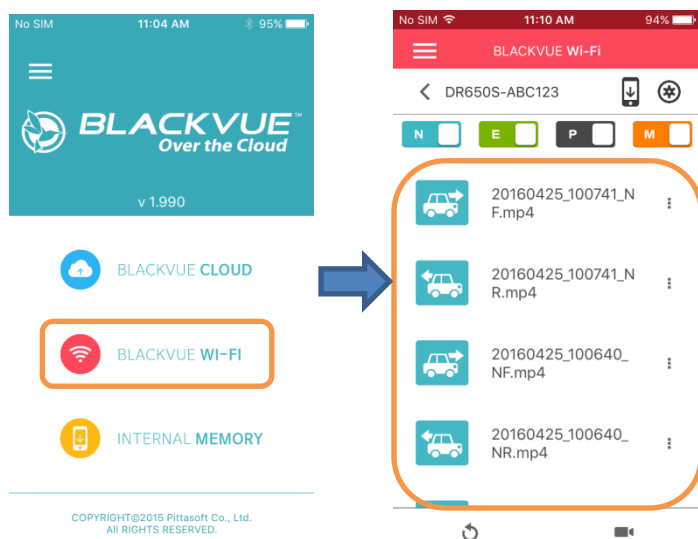 No SIM 11:04 AM 95%
BLACKVUE™
Over the Cloud
v 1.990
BLACKVUE CLOUD
BLACKVUE WI-FI
INTERNAL MEMORY
COPYRIGHT©2015 Pittasoft Co., Ltd.
All RIGHTS RESERVED.
No SIM 11:10 AM 94%
BLACKVUE Wi-Fi
DR650S-ABC123
N E P M
20160425_100741_N
F.mp4
20160425_100741_N
R.mp4
20160425_100640_
NF.mp4
20160425_100640_
NR.mp4